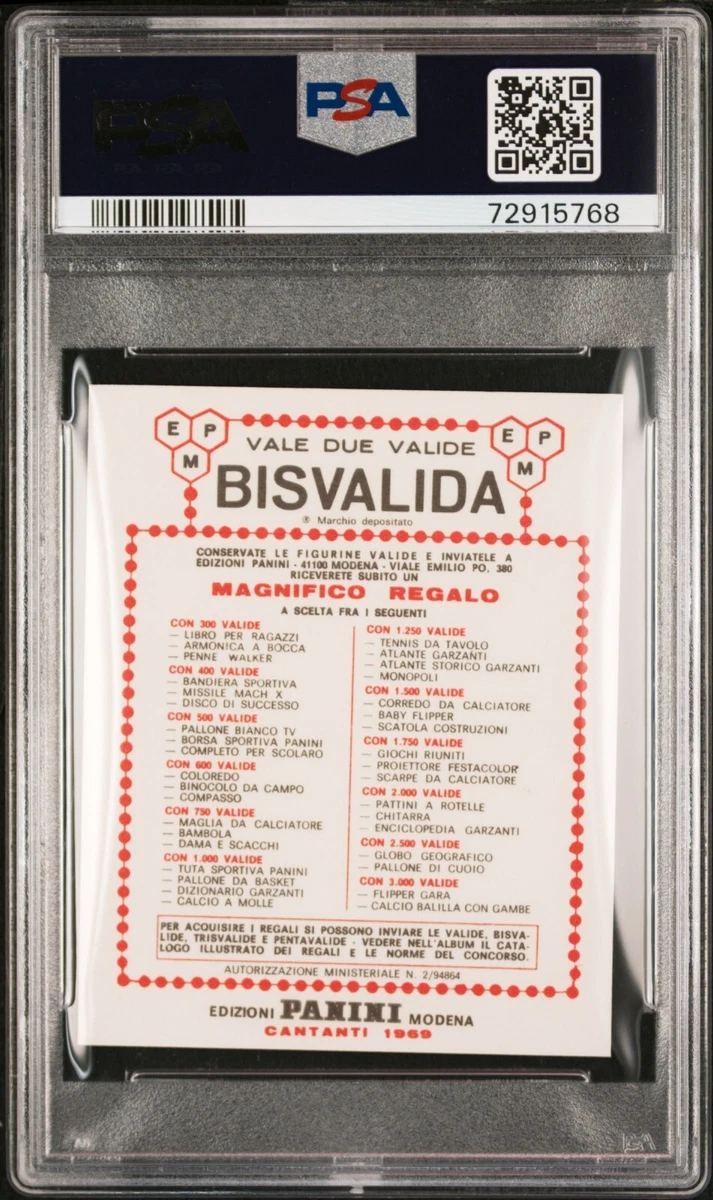 PSA
PSA
72915768
E P M
E P M
VALE DUE VALIDE
BISVALIDA
® Marchio depositato
CONSERVATE LE FIGURINE VALIDE E INVIATELE A
EDIZIONI PANINI - 41100 MODENA - VIALE EMILIO PO. 380
RICEVERETE SUBITO UN
MAGNIFICO REGALO
A SCELTA FRA I SEGUENTI
CON 300 VALIDE
— LIBRO PER RAGAZZI
— ARMONICA A BOCCA
— PENNE WALKER
CON 400 VALIDE
— BANDIERA SPORTIVA
— MISSILE MACH X
— DISCO DI SUCCESSO
CON 500 VALIDE
— PALLONE BIANCO TV
— BORSA SPORTIVA PANINI
— COMPLETO PER SCOLARO
CON 600 VALIDE
— COLOREDO
— BINOCOLO DA CAMPO
— COMPASSO
CON 750 VALIDE
— MAGLIA DA CALCIATORE
— BAMBOLA
— DAMA E SCACCHI
CON 1.000 VALIDE
— TUTA SPORTIVA PANINI
— PALLONE DA BASKET
— DIZIONARIO GARZANTI
— CALCIO A MOLLE
CON 1.250 VALIDE
— TENNIS DA TAVOLO
— ATLANTE GARZANTI
— ATLANTE STORICO GARZANTI
— MONOPOLI
CON 1.500 VALIDE
— CORREDO DA CALCIATORE
— BABY FLIPPER
— SCATOLA COSTRUZIONI
CON 1.750 VALIDE
— GIOCHI RIUNITI
— PROIETTORE FESTACOLOR
— SCARPE DA CALCIATORE
CON 2.000 VALIDE
— PATTINI A ROTELLE
— CHITARRA
— ENCICLOPEDIA GARZANTI
CON 2.500 VALIDE
— GLOBO GEOGRAFICO
— PALLONE DI CUOIO
CON 3.000 VALIDE
— FLIPPER GARA
— CALCIO BALILLA CON GAMBE
PER ACQUISIRE I REGALI SI POSSONO INVIARE LE VALIDE, BISVA-
LIDE, TRISVALIDE E PENTAVALIDE - VEDERE NELL'ALBUM IL CATA-
LOGO ILLUSTRATO DEI REGALI E LE NORME DEL CONCORSO.
AUTORIZZAZIONE MINISTERIALE N. 2/94864
EDIZIONI PANINI MODENA
CANTANTI 1969